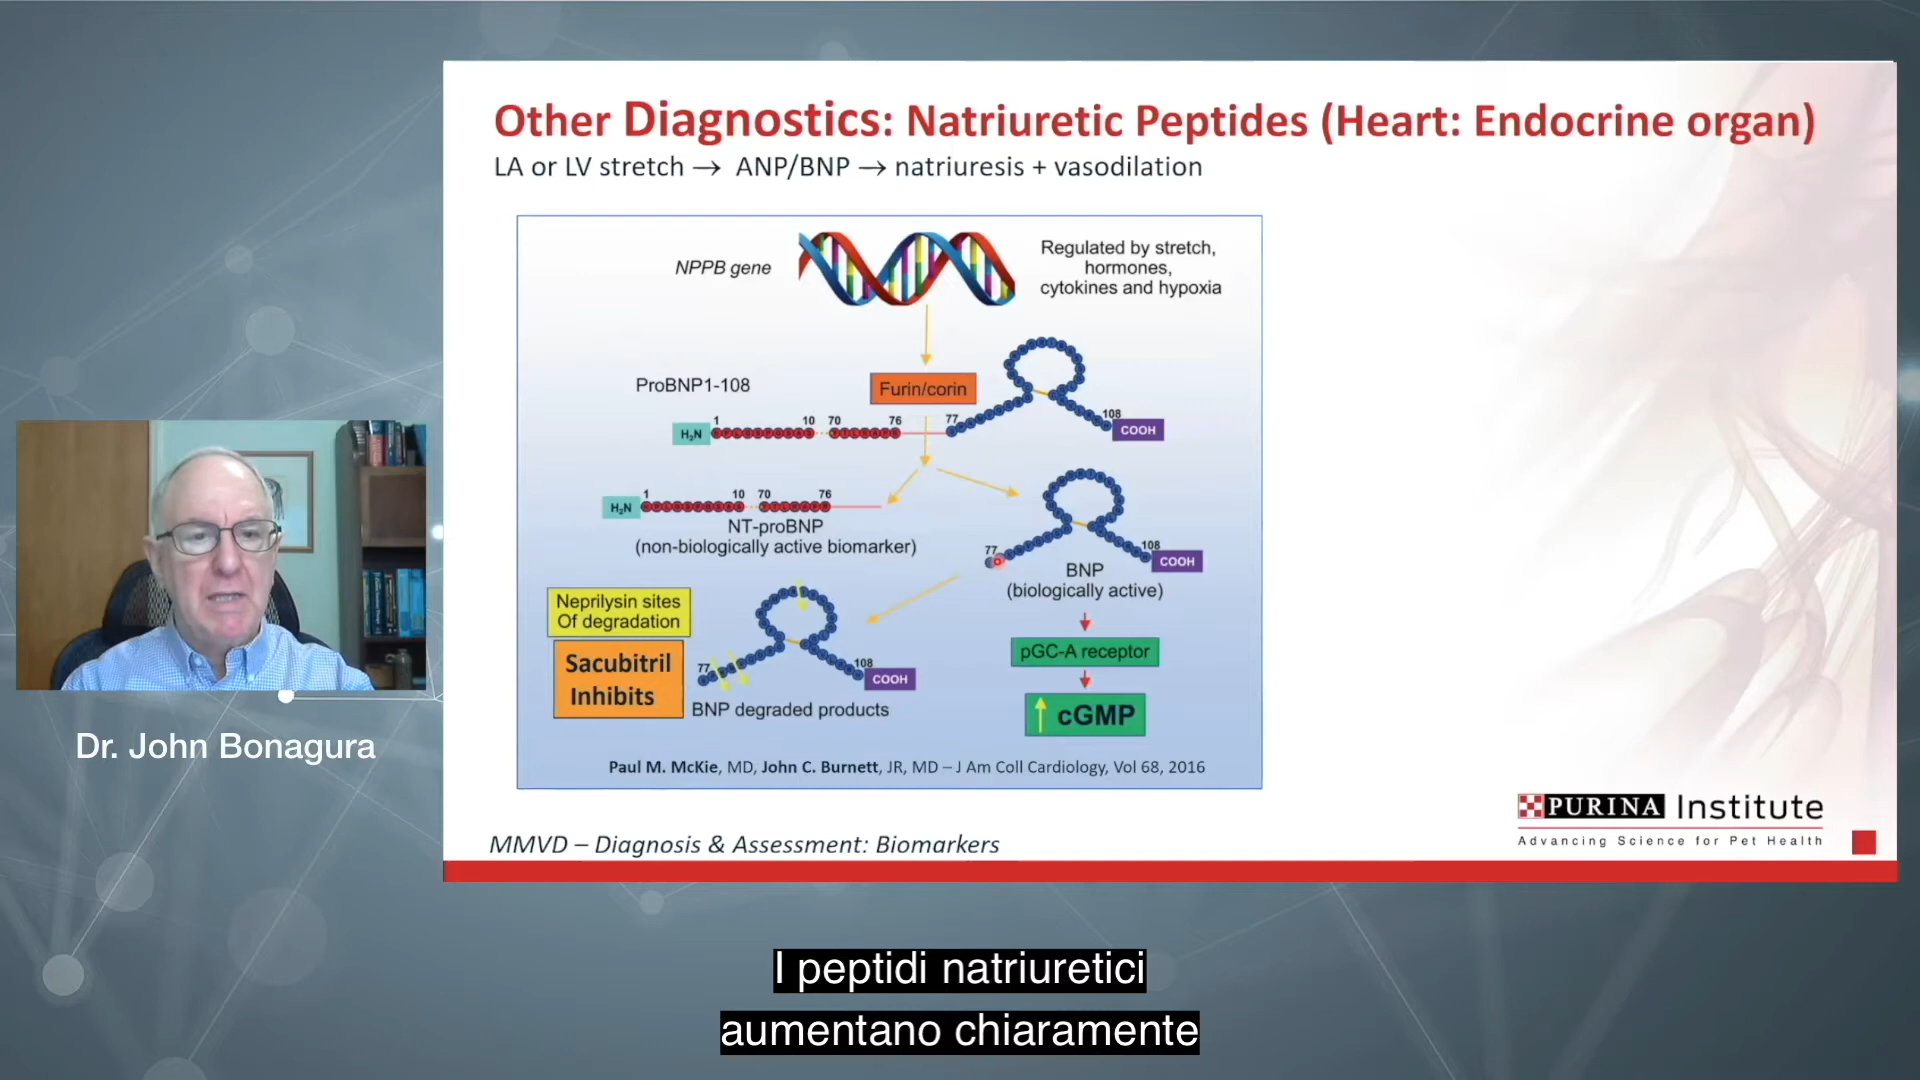 Other Diagnostics: Natriuretic Peptides (Heart: Endocrine organ)
LA or LV stretch → ANP/BNP → natriuresis + vasodilation
NPPB gene
Regulated by stretch,
hormones,
cytokines and hypoxia
ProBNP1-108
Furin/corin
H₂N 1 10 70 76 77 108 COOH
H₂N 1 10 70 76
NT-proBNP
(non-biologically active biomarker)
77 108 COOH
BNP
(biologically active)
Neprilysin sites
Of degradation
Sacubitril
Inhibits
77 108 COOH
BNP degraded products
pGC-A receptor
cGMP
Paul M. McKie, MD, John C. Burnett, JR, MD – J Am Coll Cardiology, Vol 68, 2016
Dr. John Bonagura
PURINA Institute
Advancing Science for Pet Health
MMVD – Diagnosis & Assessment: Biomarkers
I peptidi natriuretici
aumentano chiaramente